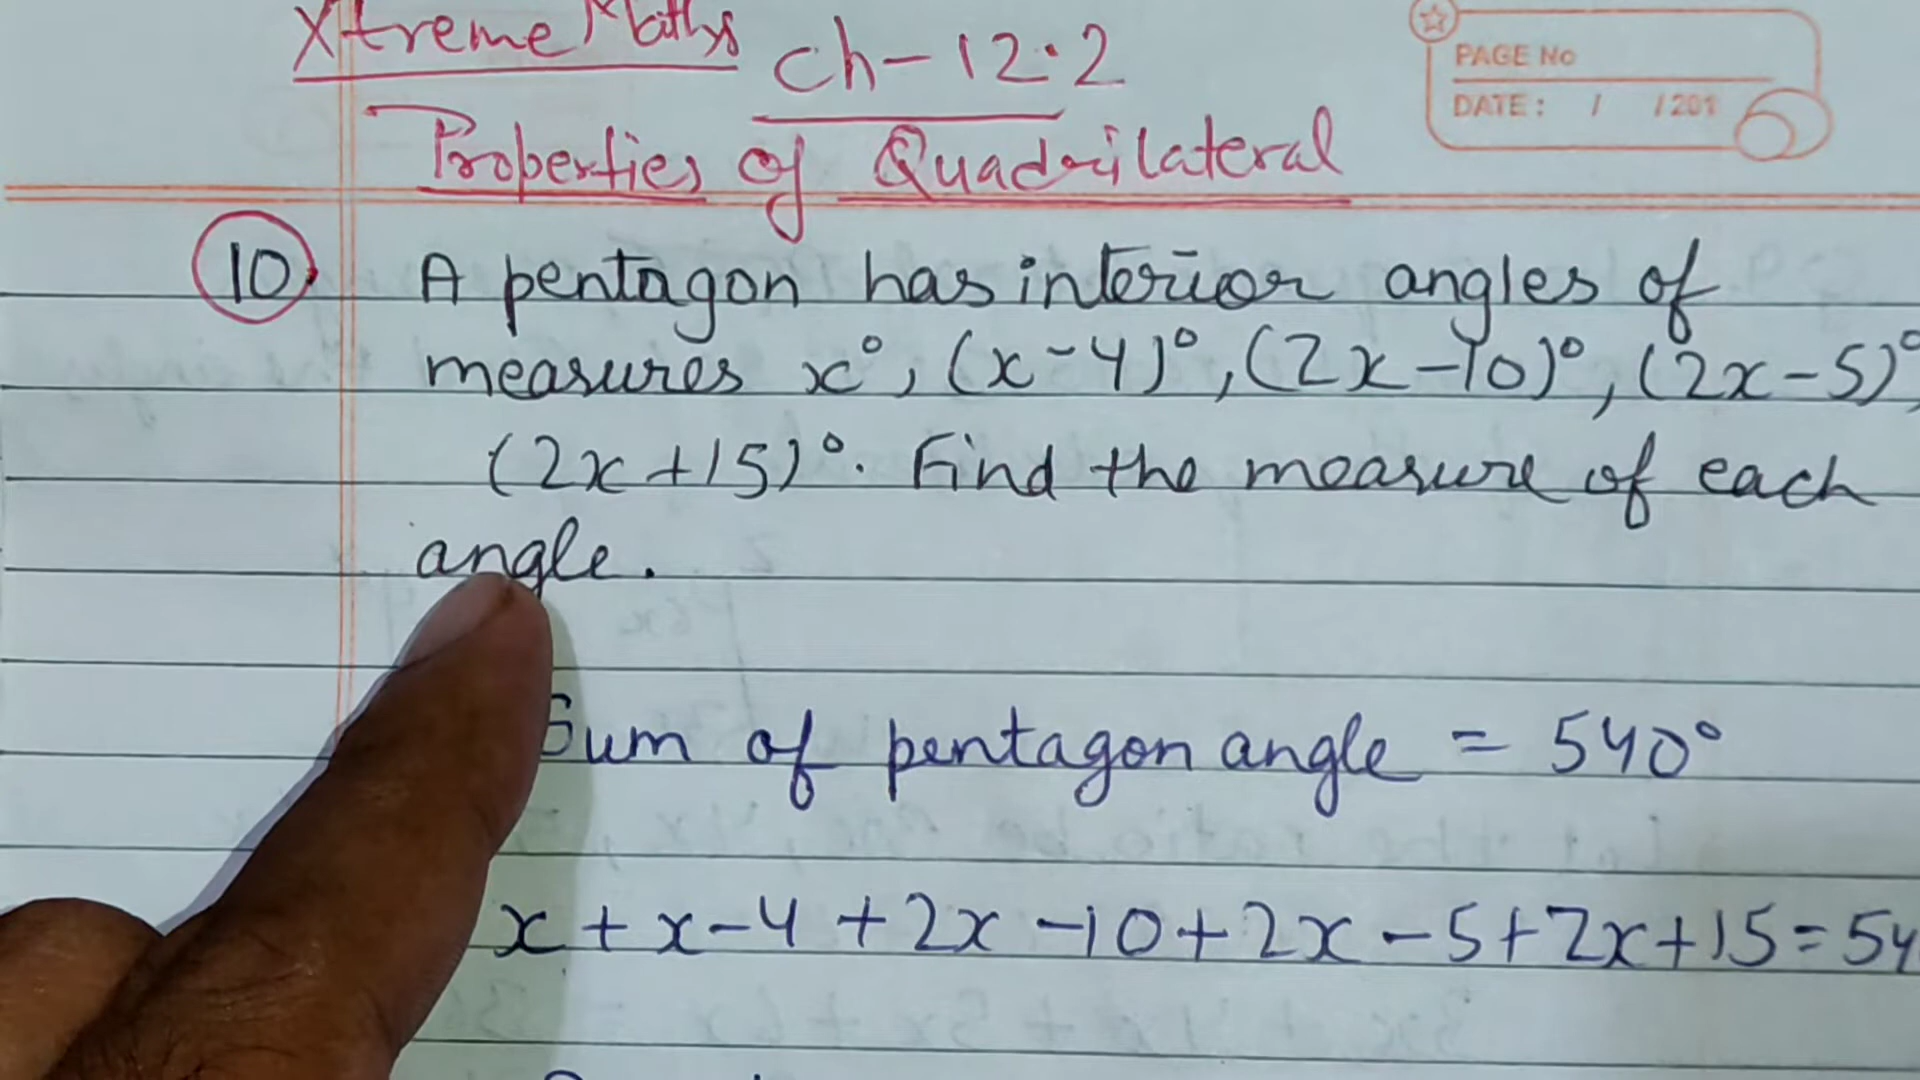 Xtreme Maths
Ch-12.2
PAGE No
DATE: / /201
Properties of Quadrilateral
10 A pentagon has interior angles of
measures x°, (x-4)°, (2x-10)°, (2x-5)°,
(2x+15)°. Find the measure of each
angle.
Sum of pentagon angle = 540°
x+x-4+2x-10+2x-5+2x+15=54